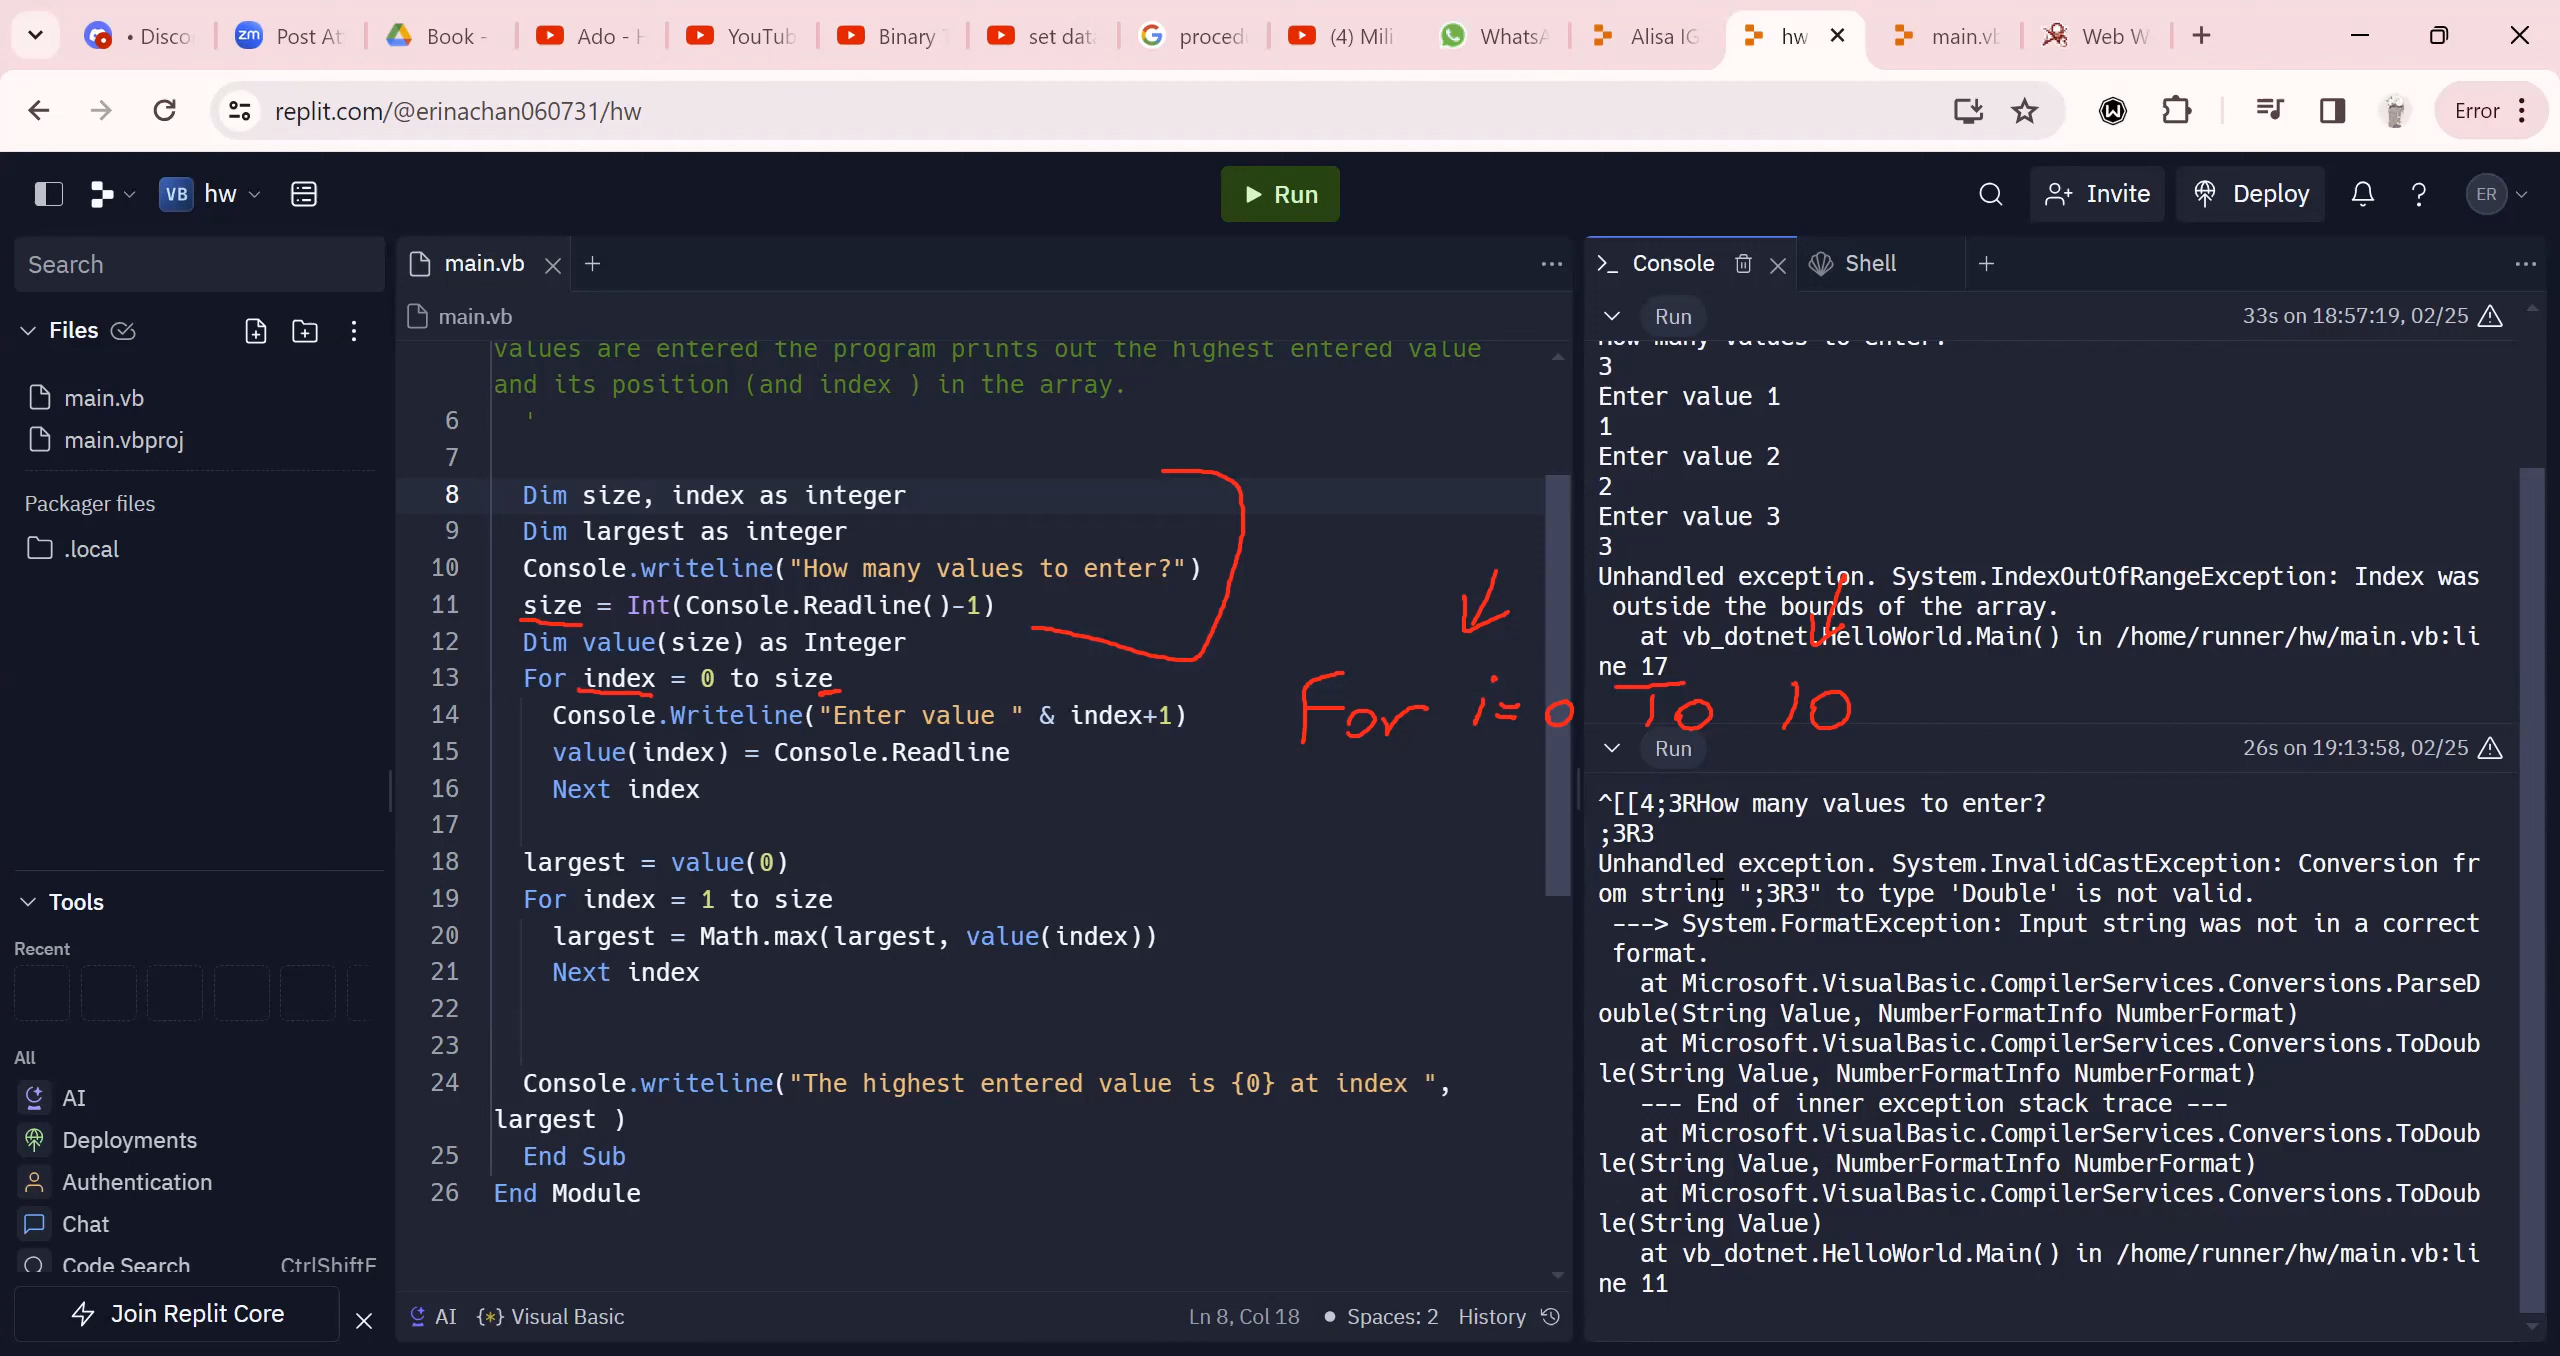 • Disco
Post At
Book -
Ado - H
YouTub
Binary T
set data
proced
(4) Mili
WhatsA
Alisa IG
hw
main.vb
Web W
replit.com/@erinachan060731/hw
Error
VB hw
Run
Invite
Deploy
ER
Search
Files
main.vb
main.vbproj
Packager files
.local
Tools
Recent
All
AI
Deployments
Authentication
Chat
Code Search CtrlShiftF
Join Replit Core
main.vb
main.vb
values are entered the program prints out the highest entered value
and its position (and index ) in the array.
6 '
7
8 Dim size, index as integer
9 Dim largest as integer
10 Console.writeline("How many values to enter?")
11 size = Int(Console.Readline()-1)
12 Dim value(size) as Integer
13 For index = 0 to size
14 Console.Writeline("Enter value " & index+1)
15 value(index) = Console.Readline
16 Next index
17
18 largest = value(0)
19 For index = 1 to size
20 largest = Math.max(largest, value(index))
21 Next index
22
23
24 Console.writeline("The highest entered value is {0} at index ",
largest )
25 End Sub
26 End Module
For i=0 To 10
AI {*} Visual Basic
Ln 8, Col 18
Spaces: 2
History
Console
Shell
Run
33s on 18:57:19, 02/25
How many values to enter?
3
Enter value 1
1
Enter value 2
2
Enter value 3
3
Unhandled exception. System.IndexOutOfRangeException: Index was
outside the bounds of the array.
at vb_dotnet.HelloWorld.Main() in /home/runner/hw/main.vb:li
ne 17
Run
26s on 19:13:58, 02/25
^[[4;3RHow many values to enter?
;3R3
Unhandled exception. System.InvalidCastException: Conversion fr
om string ";3R3" to type 'Double' is not valid.
---> System.FormatException: Input string was not in a correct
format.
at Microsoft.VisualBasic.CompilerServices.Conversions.ParseD
ouble(String Value, NumberFormatInfo NumberFormat)
at Microsoft.VisualBasic.CompilerServices.Conversions.ToDoub
le(String Value, NumberFormatInfo NumberFormat)
--- End of inner exception stack trace ---
at Microsoft.VisualBasic.CompilerServices.Conversions.ToDoub
le(String Value, NumberFormatInfo NumberFormat)
at Microsoft.VisualBasic.CompilerServices.Conversions.ToDoub
le(String Value)
at vb_dotnet.HelloWorld.Main() in /home/runner/hw/main.vb:li
ne 11